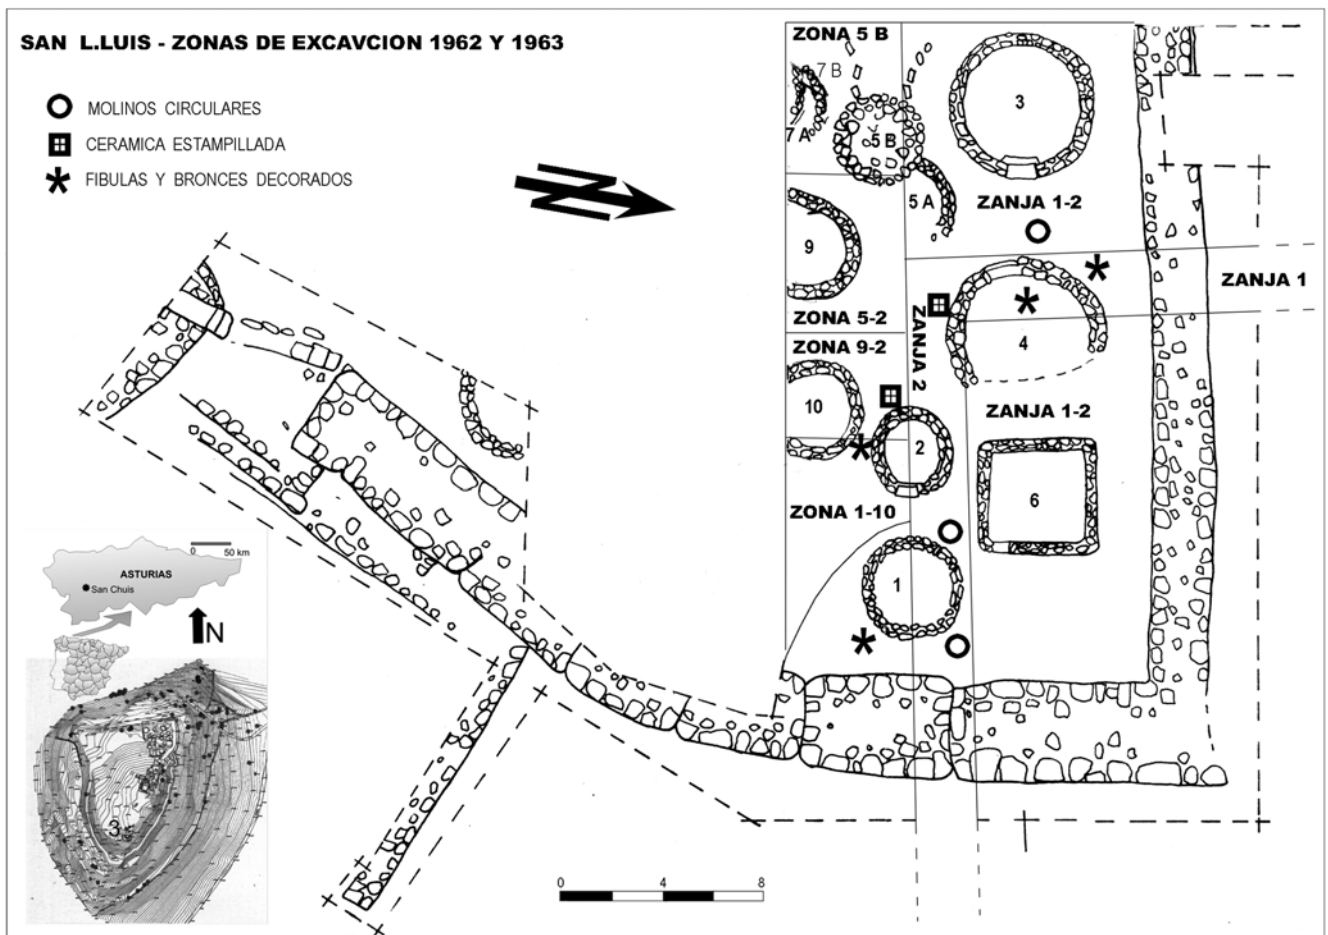 SAN L.LUIS - ZONAS DE EXCAVCION 1962 Y 1963
MOLINOS CIRCULARES
CERAMICA ESTAMPILLADA
FIBULAS Y BRONCES DECORADOS
ZONA 5 B
7 B
7 A
5 B
3
5 A
ZANJA 1-2
9
ZANJA 1
ZONA 5-2
ZANJA 2
4
ZONA 9-2
10
ZANJA 1-2
2
6
ZONA 1-10
1
0 50 km
ASTURIAS
San Chuis
N
3
0 4 8